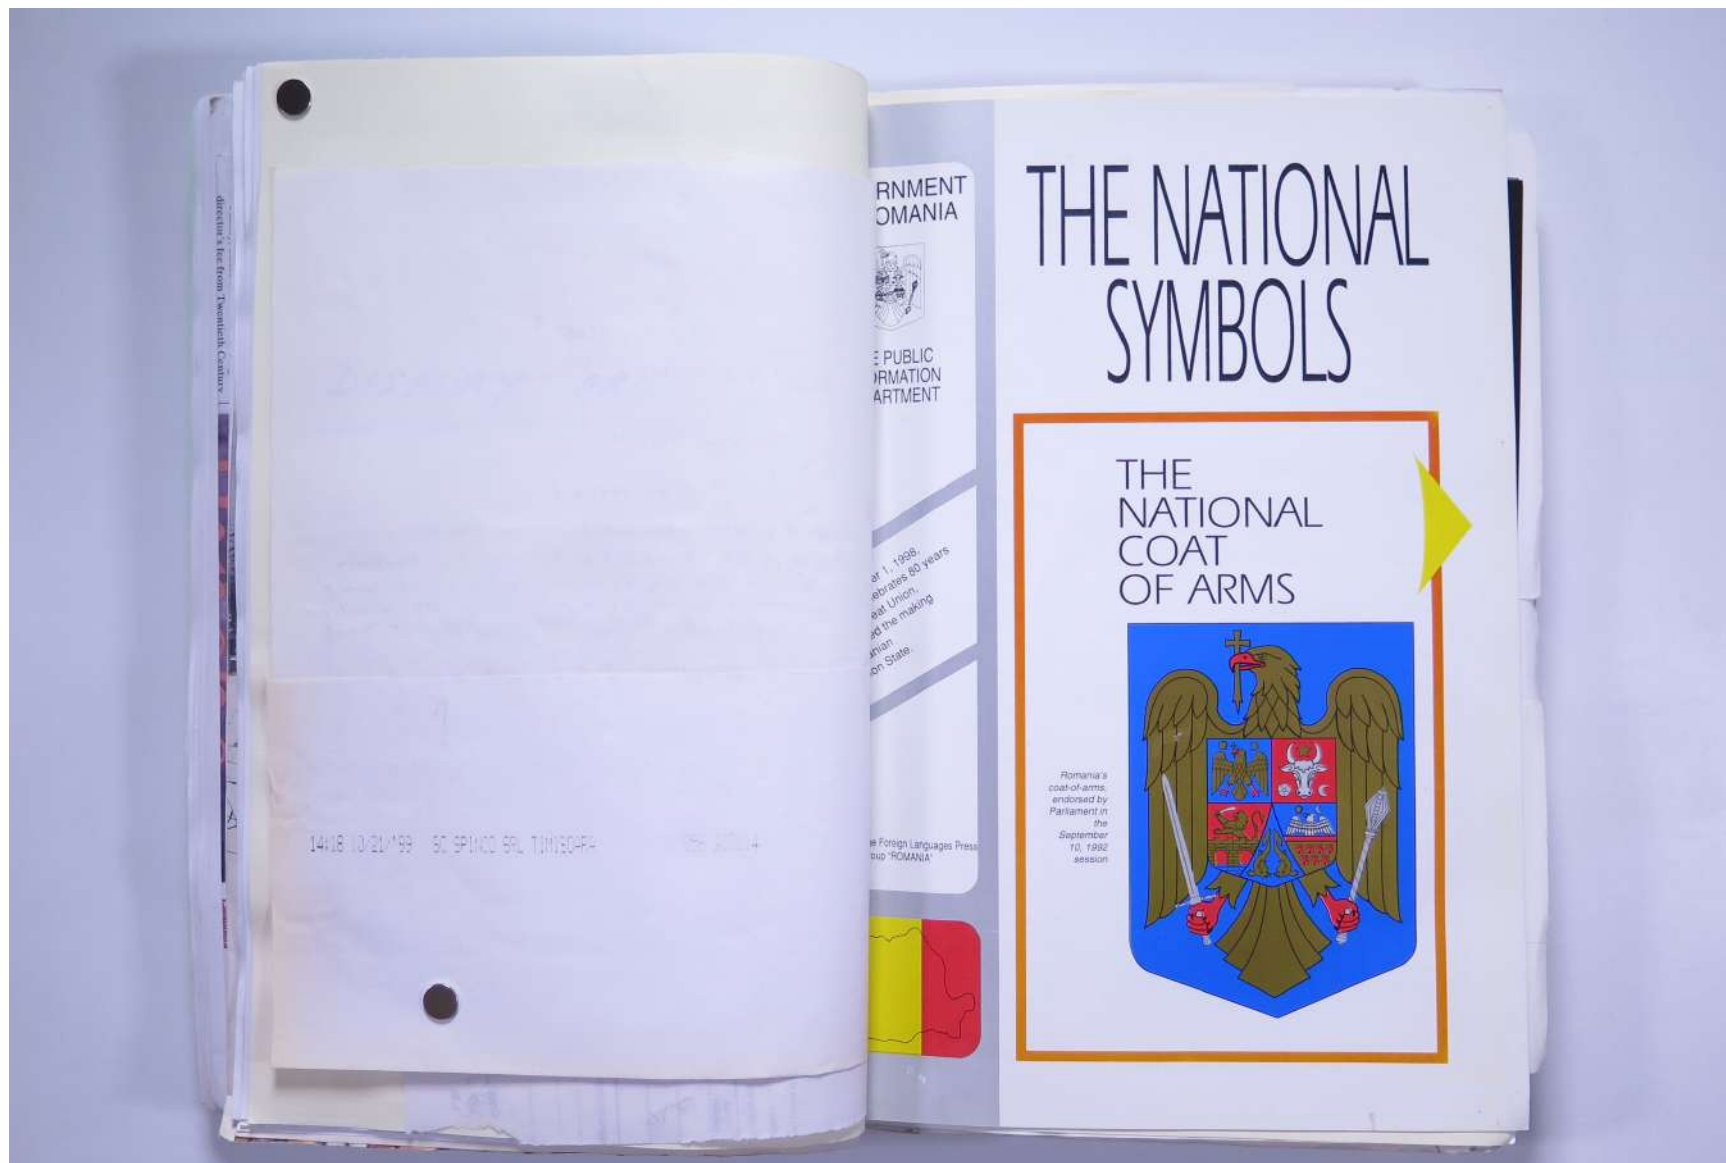 director's fee from Twentieth Century
14:18 10/21/'99 SC SPINCO SRL TIMISOARA
RNMENT
OMANIA
E PUBLIC
ORMATION
ARTMENT
er 1, 1998,
ebrates 80 years
eat Union,
ed the making
anian
on State.
e Foreign Languages Press
oup "ROMANIA"
THE NATIONAL
SYMBOLS
THE
NATIONAL
COAT
OF ARMS
Romania's
coat-of-arms,
endorsed by
Parliament in
the
September
10, 1992
session